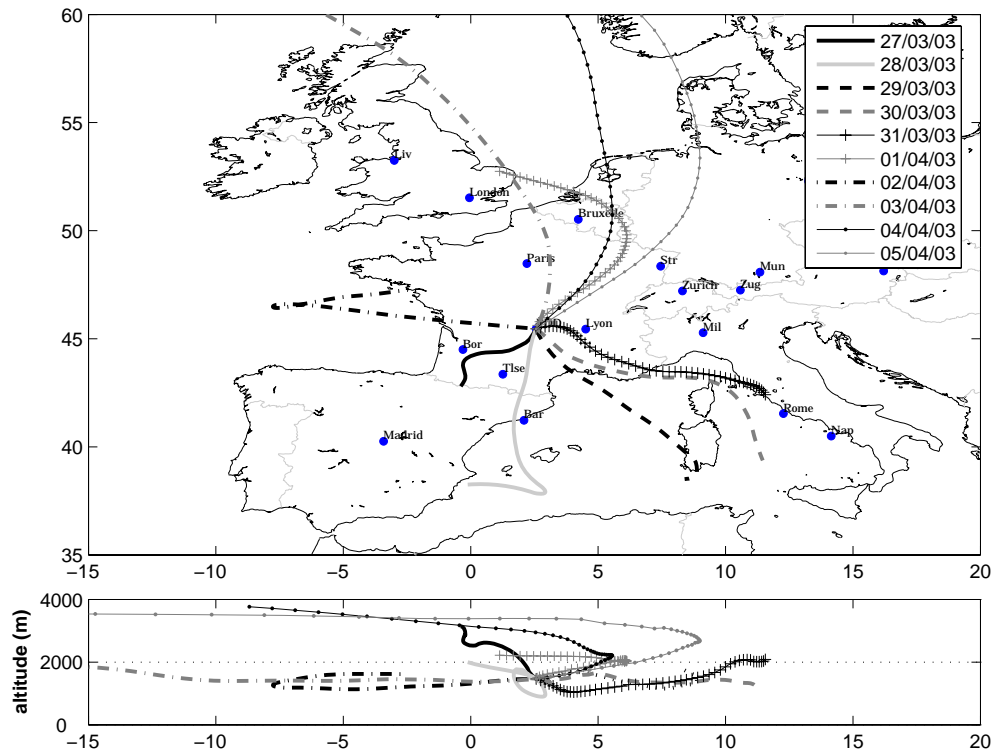 60
55
50
45
40
35
−15
−10
−5
0
5
10
15
20
27/03/03
28/03/03
29/03/03
30/03/03
31/03/03
01/04/03
02/04/03
03/04/03
04/04/03
05/04/03
Liv
London
Bruxelle
Paris
Str
Mun
Zurich
Zug
Lyon
Mil
Bor
Tlse
Bar
Madrid
Rome
Nap
altitude (m)
4000
2000
0
−15
−10
−5
0
5
10
15
20